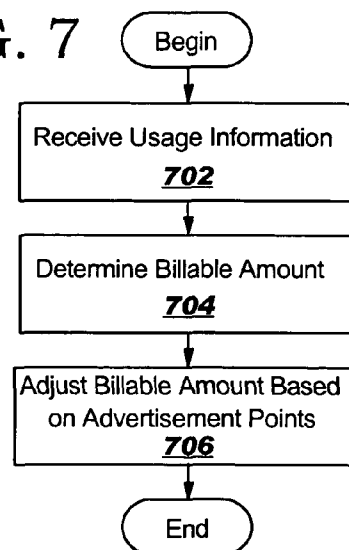 G. 7
Begin
Receive Usage Information
702
Determine Billable Amount
704
Adjust Billable Amount Based
on Advertisement Points
706
End